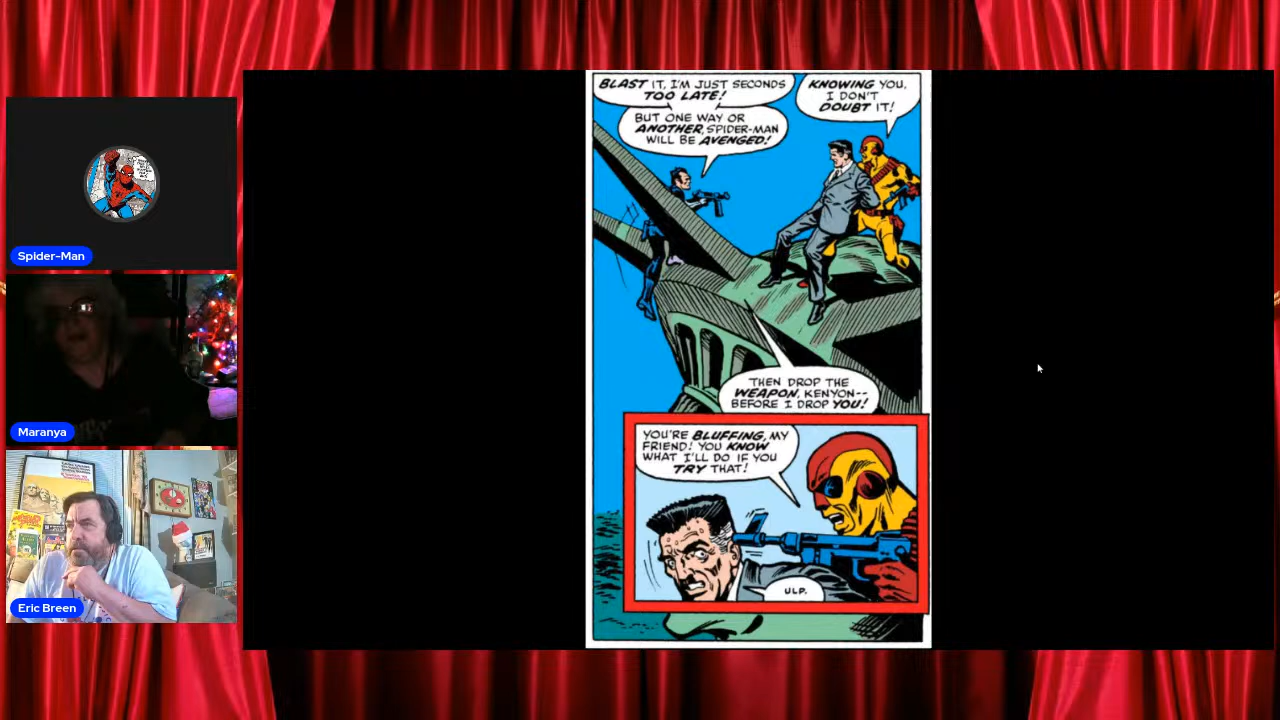 BLAST IT, I'M JUST SECONDS
TOO LATE!
BUT ONE WAY OR
ANOTHER, SPIDER-MAN
WILL BE AVENGED!
KNOWING YOU,
I DON'T
DOUBT IT!
THEN DROP THE
WEAPON, KENYON--
BEFORE I DROP YOU!
YOU'RE BLUFFING, MY
FRIEND! YOU KNOW
WHAT I'LL DO IF YOU
TRY THAT!
ULP.
Spider-Man
Maranya
Eric Breen